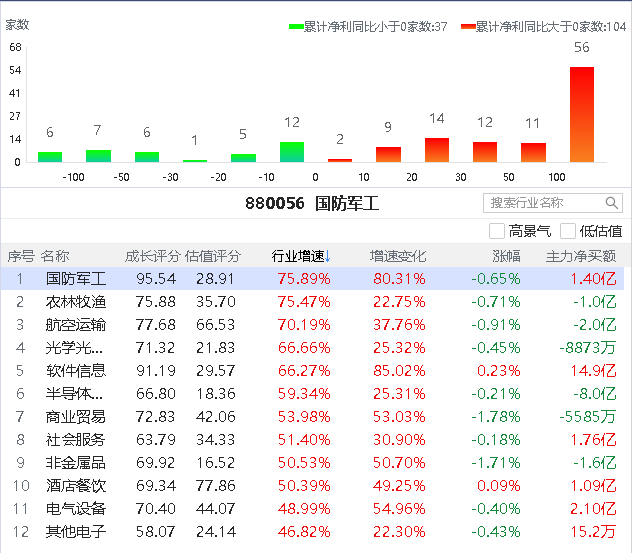 家数
累计净利同比小于0家数:37 累计净利同比大于0家数:104
68
54
41
27
14
0
6 7 6 1 5 12 2 9 14 12 11 56
-100 -50 -30 -20 -10 0 10 20 30 50 100
880056 国防军工 搜索行业名称
高景气 低估值
序号 名称 成长评分 估值评分 行业增速↓ 增速变化 涨幅 主力净买额
1 国防军工 95.54 28.91 75.89% 80.31% -0.65% 1.40亿
2 农林牧渔 75.88 35.70 75.47% 22.75% -0.71% -1.0亿
3 航空运输 77.68 66.53 70.19% 37.76% -0.91% -2.0亿
4 光学光... 71.32 21.83 66.66% 25.32% -0.45% -8873万
5 软件信息 91.19 29.57 66.27% 85.02% 0.23% 14.9亿
6 半导体... 66.80 18.36 59.34% 25.31% -0.21% -8.0亿
7 商业贸易 72.83 42.06 53.98% 53.03% -1.78% -5585万
8 社会服务 63.79 34.33 51.40% 30.90% -0.18% 1.76亿
9 非金属品 69.92 16.52 50.53% 50.70% -1.71% -1.6亿
10 酒店餐饮 69.34 77.86 50.39% 49.25% 0.09% 1.09亿
11 电气设备 70.40 44.07 48.99% 54.96% -0.40% 2.10亿
12 其他电子 58.07 24.14 46.82% 22.30% -0.43% 15.2万